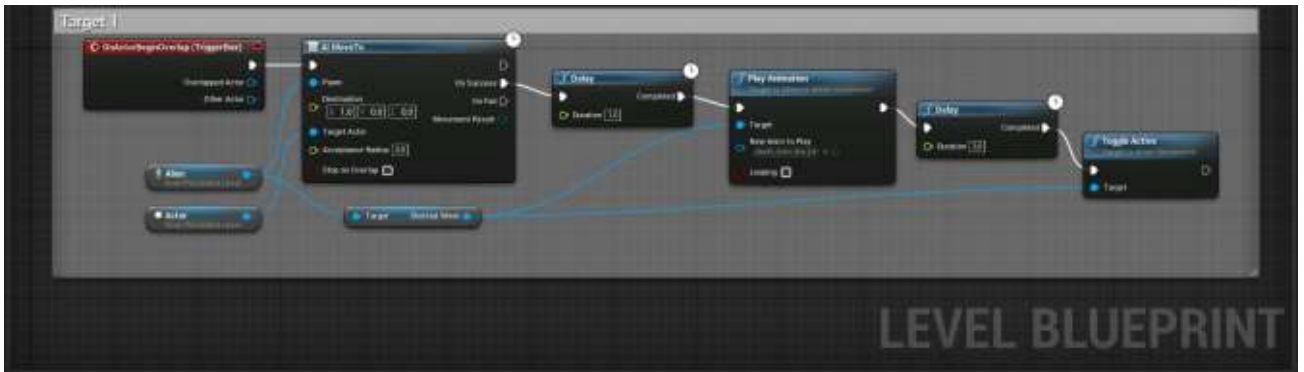 Target 1
OnActorBeginOverlap (TriggerBox)
Overlapped Actor
Other Actor
AI MoveTo
Pawn
On Success
Destination
On Fail
Movement Result
Target Actor
Acceptance Radius
Stop on Overlap
Alien
Actor
Target Skeletal Mesh
Delay
Completed
Duration
Play Animation
Target
New Anim to Play
Looping
Delay
Completed
Duration
Toggle Active
Target
LEVEL BLUEPRINT